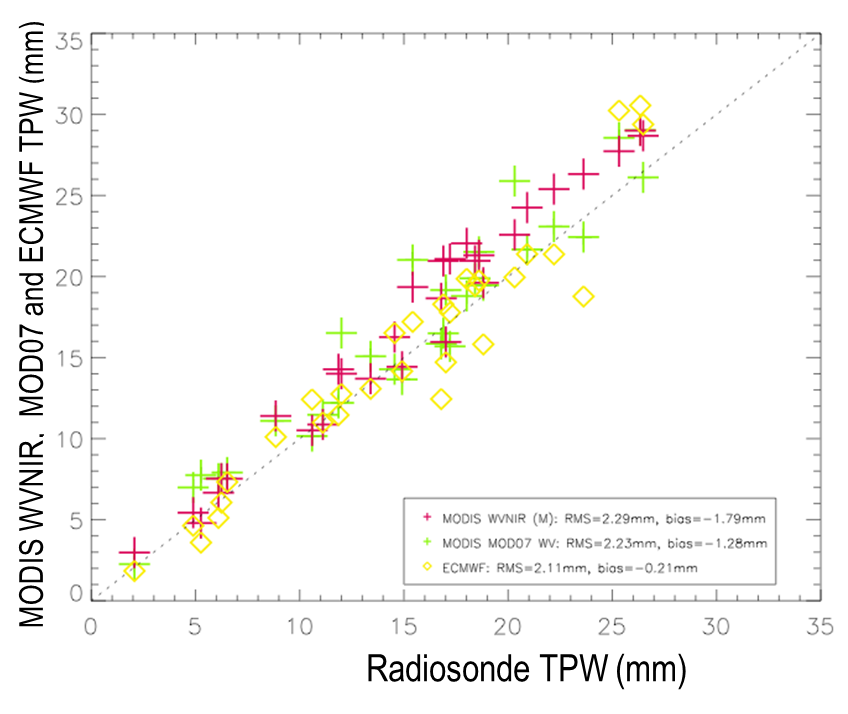 MODIS WVNIR, MOD07 and ECMWF TPW (mm)
35
30
25
20
15
10
5
0
MODIS WVNIR (M): RMS=2.29mm, bias=-1.79mm
MODIS MOD07 WV: RMS=2.23mm, bias=-1.28mm
ECMWF: RMS=2.11mm, bias=-0.21mm
0 5 10 15 20 25 30 35
Radiosonde TPW (mm)